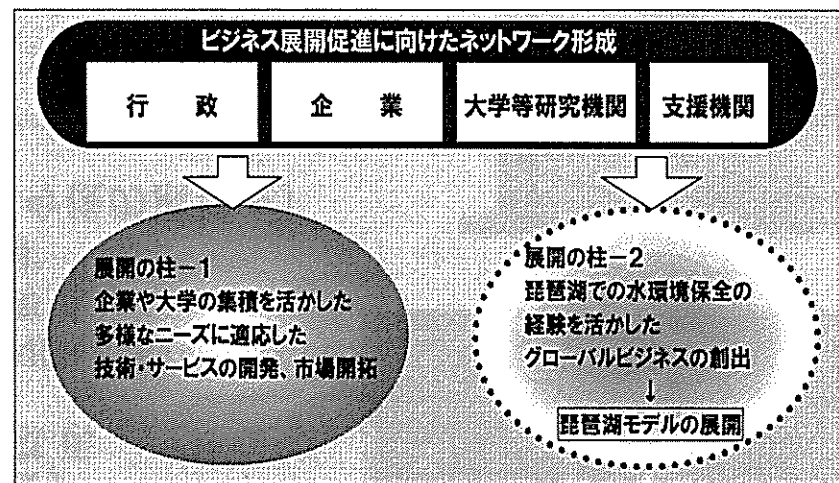 ビジネス展開促進に向けたネットワーク形成
行　政
企　業
大学等研究機関
支援機関
展開の柱－1
企業や大学の集積を活かした
多様なニーズに適応した
技術・サービスの開発、市場開拓
展開の柱－2
琵琶湖での水環境保全の
経験を活かした
グローバルビジネスの創出
↓
琵琶湖モデルの展開